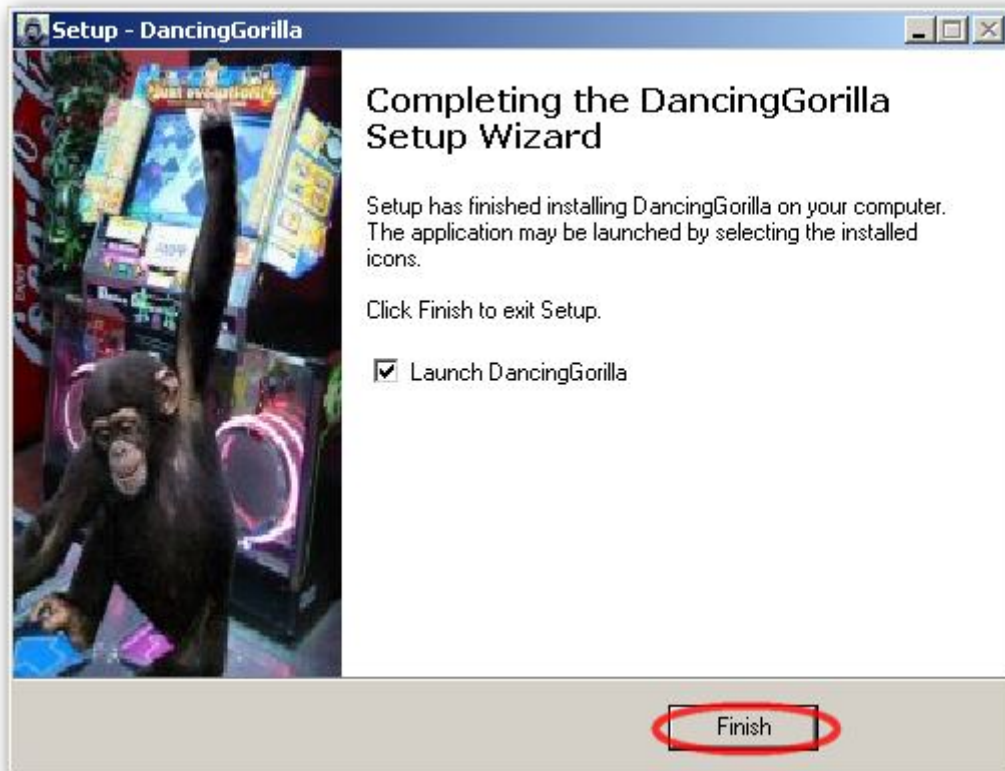 Setup - DancingGorilla
Completing the DancingGorilla
Setup Wizard
Setup has finished installing DancingGorilla on your computer.
The application may be launched by selecting the installed
icons.
Click Finish to exit Setup.
Launch DancingGorilla
Finish